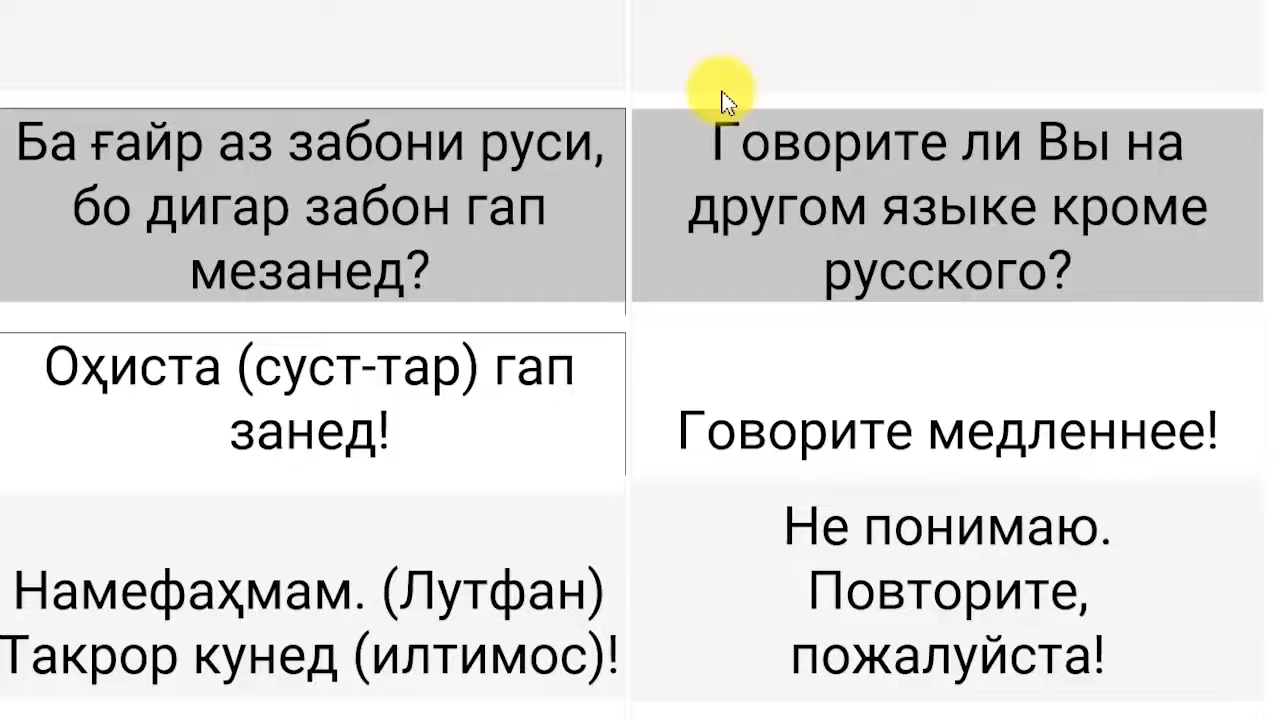 Ба ғайр аз забони руси,
бо дигар забон гап
мезанед?
Говорите ли Вы на
другом языке кроме
русского?
Оҳиста (суст-тар) гап
занед!
Говорите медленнее!
Намефаҳмам. (Лутфан)
Такрор кунед (илтимос)!
Не понимаю.
Повторите,
пожалуйста!